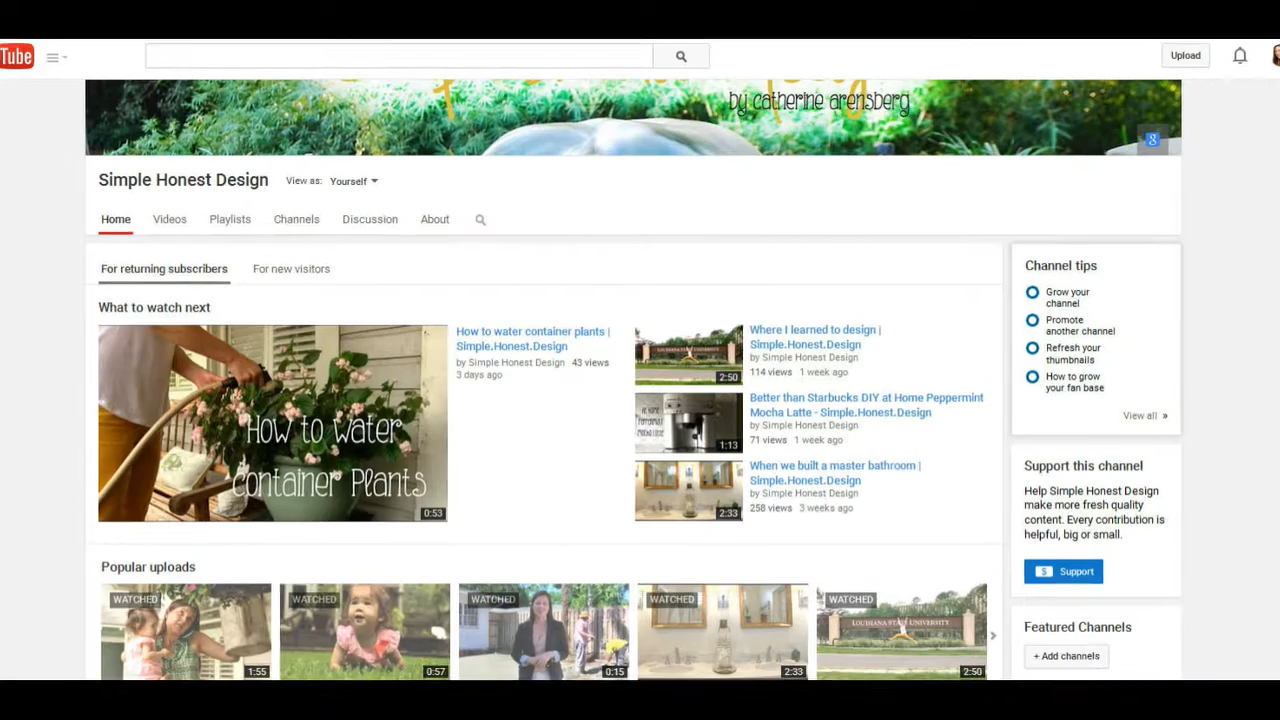 Tube
Upload
by catherine arensberg
Simple Honest Design
View as: Yourself
Home Videos Playlists Channels Discussion About
For returning subscribers For new visitors
What to watch next
How to water
container Plants
0:53
How to water container plants |
Simple.Honest.Design
by Simple Honest Design 43 views
3 days ago
2:50
Where I learned to design |
Simple.Honest.Design
by Simple Honest Design
114 views 1 week ago
AT HOME
PEPPERMINT
MOCHA LATTE
1:13
Better than Starbucks DIY at Home Peppermint
Mocha Latte - Simple.Honest.Design
by Simple Honest Design
71 views 1 week ago
2:33
When we built a master bathroom |
Simple.Honest.Design
by Simple Honest Design
258 views 3 weeks ago
Popular uploads
WATCHED
1:55
WATCHED
0:57
WATCHED
0:15
WATCHED
2:33
WATCHED
LOUISIANA STATE UNIVERSITY
2:50
Channel tips
Grow your
channel
Promote
another channel
Refresh your
thumbnails
How to grow
your fan base
View all »
Support this channel
Help Simple Honest Design
make more fresh quality
content. Every contribution is
helpful, big or small.
$ Support
Featured Channels
+ Add channels